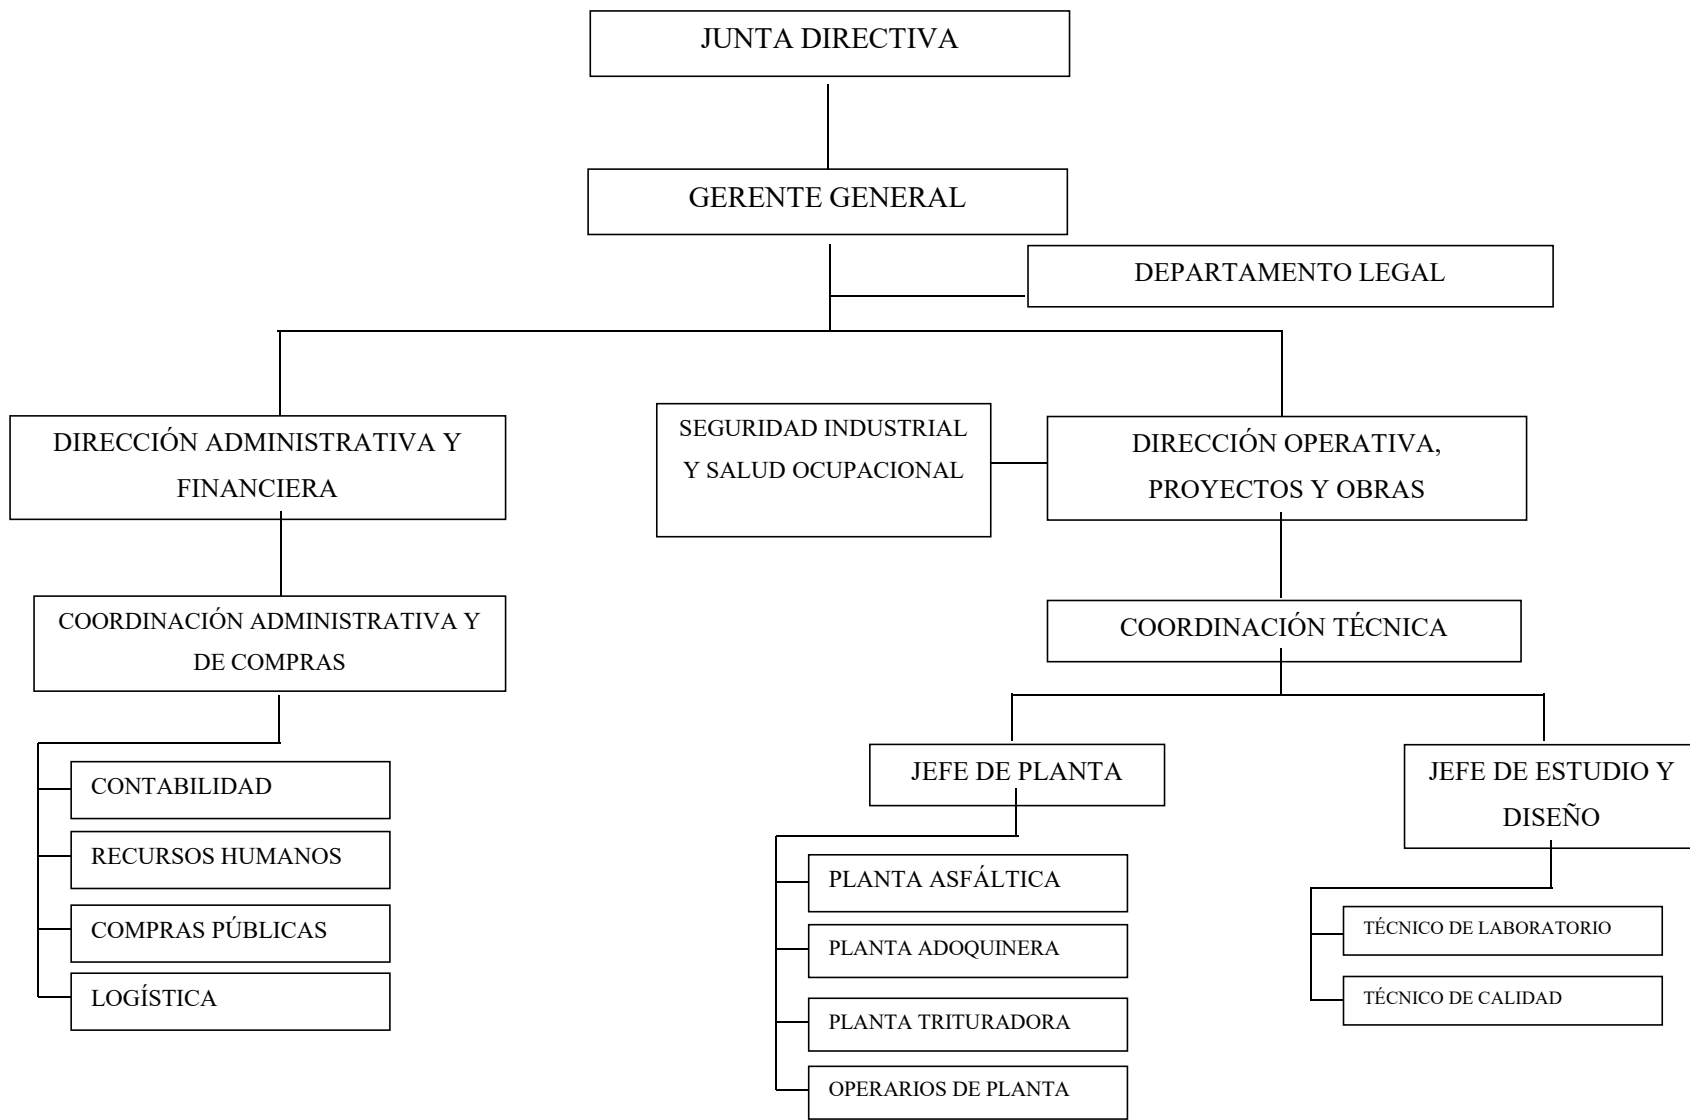 JUNTA DIRECTIVA
GERENTE GENERAL
DEPARTAMENTO LEGAL
DIRECCIÓN ADMINISTRATIVA Y
FINANCIERA
SEGURIDAD INDUSTRIAL
Y SALUD OCUPACIONAL
DIRECCIÓN OPERATIVA,
PROYECTOS Y OBRAS
COORDINACIÓN ADMINISTRATIVA Y
DE COMPRAS
COORDINACIÓN TÉCNICA
CONTABILIDAD
RECURSOS HUMANOS
COMPRAS PÚBLICAS
LOGÍSTICA
JEFE DE PLANTA
PLANTA ASFÁLTICA
PLANTA ADOQUINERA
PLANTA TRITURADORA
OPERARIOS DE PLANTA
JEFE DE ESTUDIO Y
DISEÑO
TÉCNICO DE LABORATORIO
TÉCNICO DE CALIDAD